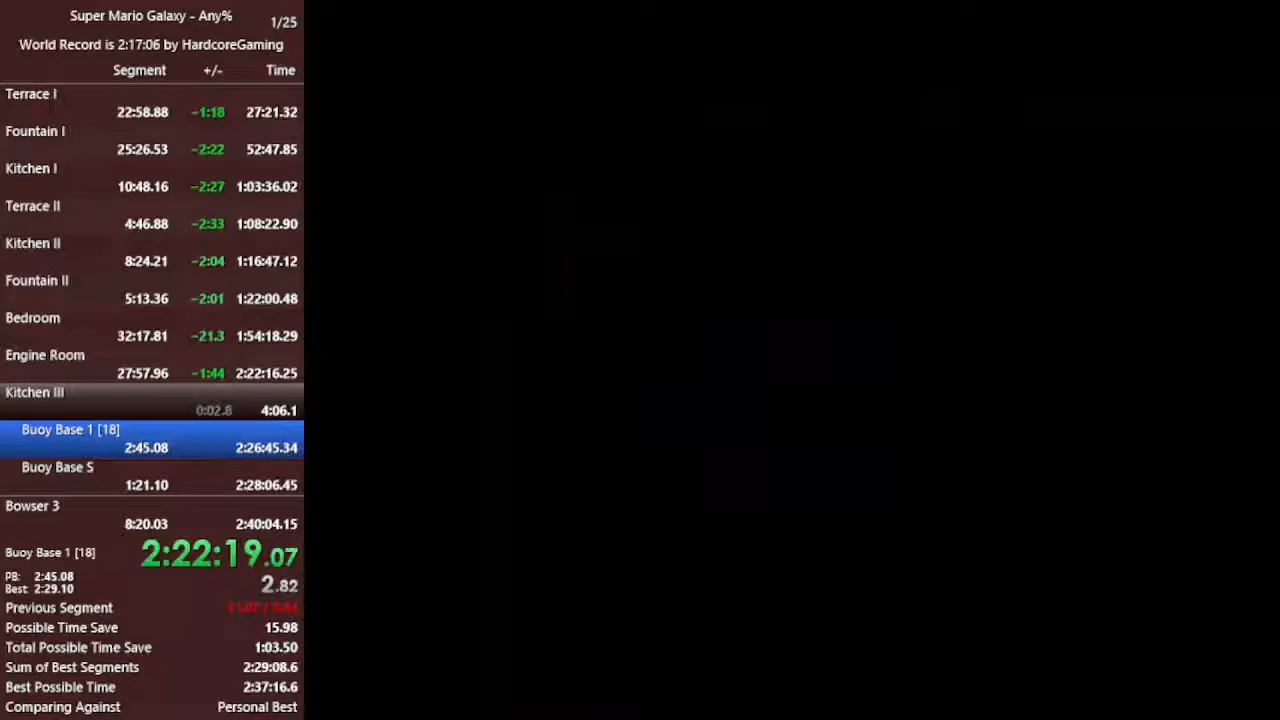 Super Mario Galaxy - Any%
1/25
World Record is 2:17:06 by HardcoreGaming
Segment +/- Time
Terrace I
22:58.88 -1:18 27:21.32
Fountain I
25:26.53 -2:22 52:47.85
Kitchen I
10:48.16 -2:27 1:03:36.02
Terrace II
4:46.88 -2:33 1:08:22.90
Kitchen II
8:24.21 -2:04 1:16:47.12
Fountain II
5:13.36 -2:01 1:22:00.48
Bedroom
32:17.81 -21.3 1:54:18.29
Engine Room
27:57.96 -1:44 2:22:16.25
Kitchen III
0:02.8 4:06.1
Buoy Base 1 [18]
2:45.08 2:26:45.34
Buoy Base S
1:21.10 2:28:06.45
Bowser 3
8:20.03 2:40:04.15
Buoy Base 1 [18] 2:22:19.07
PB: 2:45.08
2.82
Best: 2:29.10
Previous Segment
Possible Time Save 15.98
Total Possible Time Save 1:03.50
Sum of Best Segments 2:29:08.6
Best Possible Time 2:37:16.6
Comparing Against Personal Best